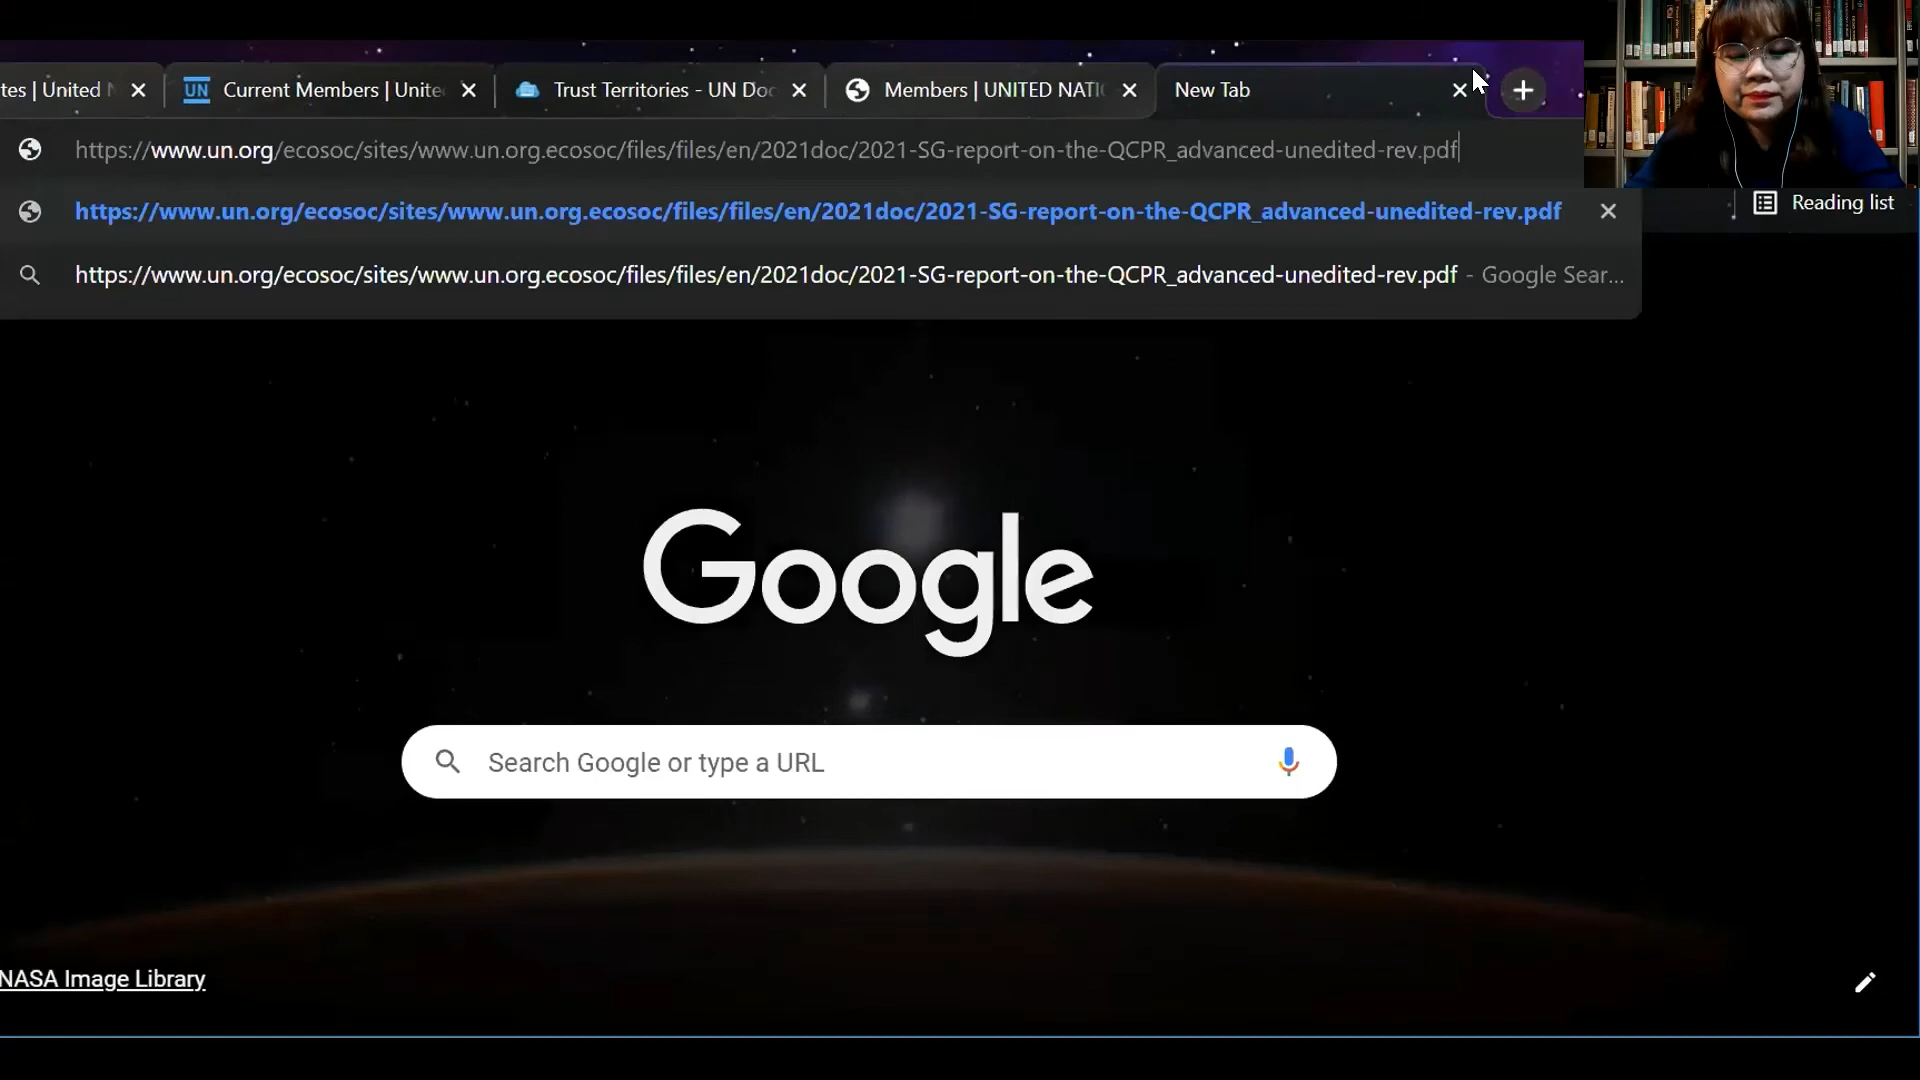 tes | United N
UN Current Members | Unite
Trust Territories - UN Doc
Members | UNITED NATI
New Tab
https://www.un.org/ecosoc/sites/www.un.org.ecosoc/files/files/en/2021doc/2021-SG-report-on-the-QCPR_advanced-unedited-rev.pdf
https://www.un.org/ecosoc/sites/www.un.org.ecosoc/files/files/en/2021doc/2021-SG-report-on-the-QCPR_advanced-unedited-rev.pdf
Reading list
https://www.un.org/ecosoc/sites/www.un.org.ecosoc/files/files/en/2021doc/2021-SG-report-on-the-QCPR_advanced-unedited-rev.pdf - Google Sear...
Google
Search Google or type a URL
NASA Image Library